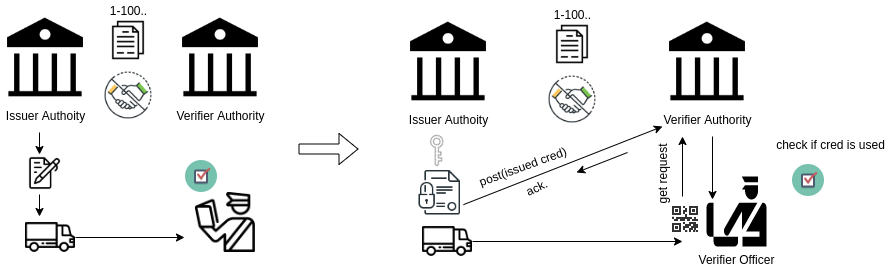 1-100..
Issuer Authoity
Verifier Authority
1-100..
Issuer Authoity
Verifier Authority
post(issued cred)
ack.
get request
check if cred is used
Verifier Officer